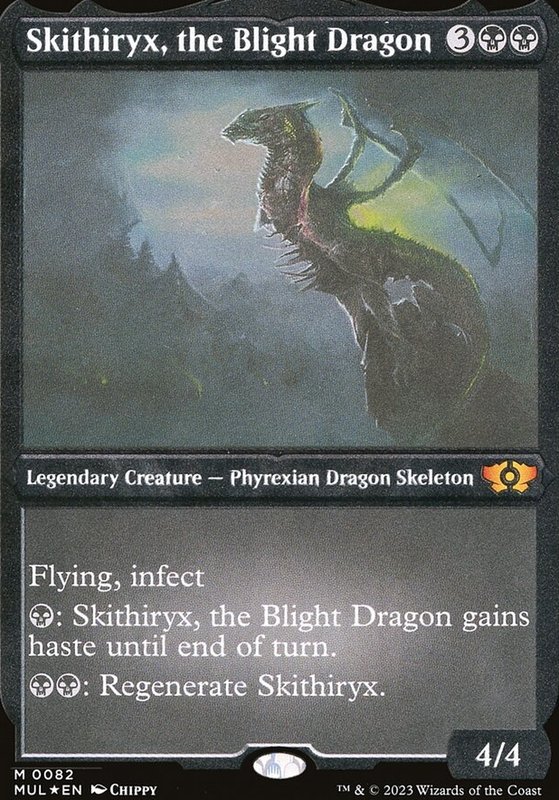 Skithiryx, the Blight Dragon 3
Legendary Creature — Phyrexian Dragon Skeleton
Flying, infect
: Skithiryx, the Blight Dragon gains
haste until end of turn.
: Regenerate Skithiryx.
4/4
M 0082
MUL★EN Chippy
™ & © 2023 Wizards of the Coast